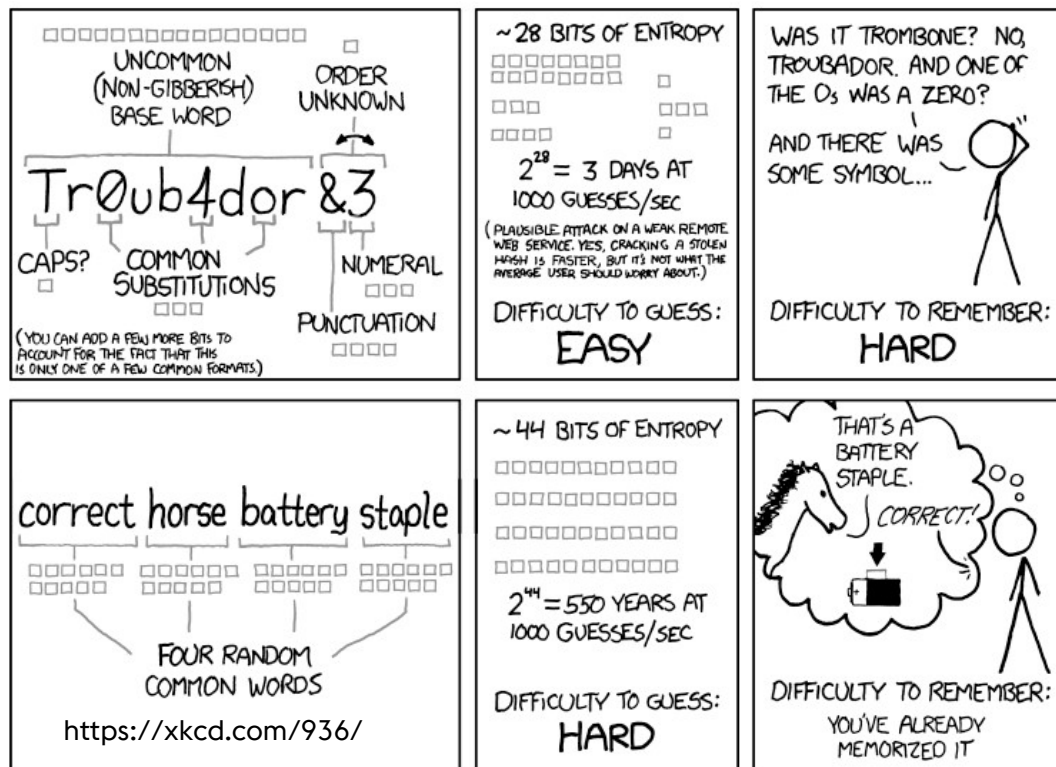 UNCOMMON
(NON-GIBBERISH)
BASE WORD
ORDER
UNKNOWN
Tr0ub4dor &3
CAPS?
COMMON
SUBSTITUTIONS
NUMERAL
PUNCTUATION
(YOU CAN ADD A FEW MORE BITS TO
ACCOUNT FOR THE FACT THAT THIS
IS ONLY ONE OF A FEW COMMON FORMATS.)
~28 BITS OF ENTROPY
2^28 = 3 DAYS AT
1000 GUESSES/SEC
(PLAUSIBLE ATTACK ON A WEAK REMOTE
WEB SERVICE. YES, CRACKING A STOLEN
HASH IS FASTER, BUT IT'S NOT WHAT THE
AVERAGE USER SHOULD WORRY ABOUT.)
DIFFICULTY TO GUESS:
EASY
WAS IT TROMBONE? NO,
TROUBADOR. AND ONE OF
THE Os WAS A ZERO?
AND THERE WAS
SOME SYMBOL...
DIFFICULTY TO REMEMBER:
HARD
correct horse battery staple
FOUR RANDOM
COMMON WORDS
https://xkcd.com/936/
~44 BITS OF ENTROPY
2^44 = 550 YEARS AT
1000 GUESSES/SEC
DIFFICULTY TO GUESS:
HARD
THAT'S A
BATTERY
STAPLE.
CORRECT!
DIFFICULTY TO REMEMBER:
YOU'VE ALREADY
MEMORIZED IT